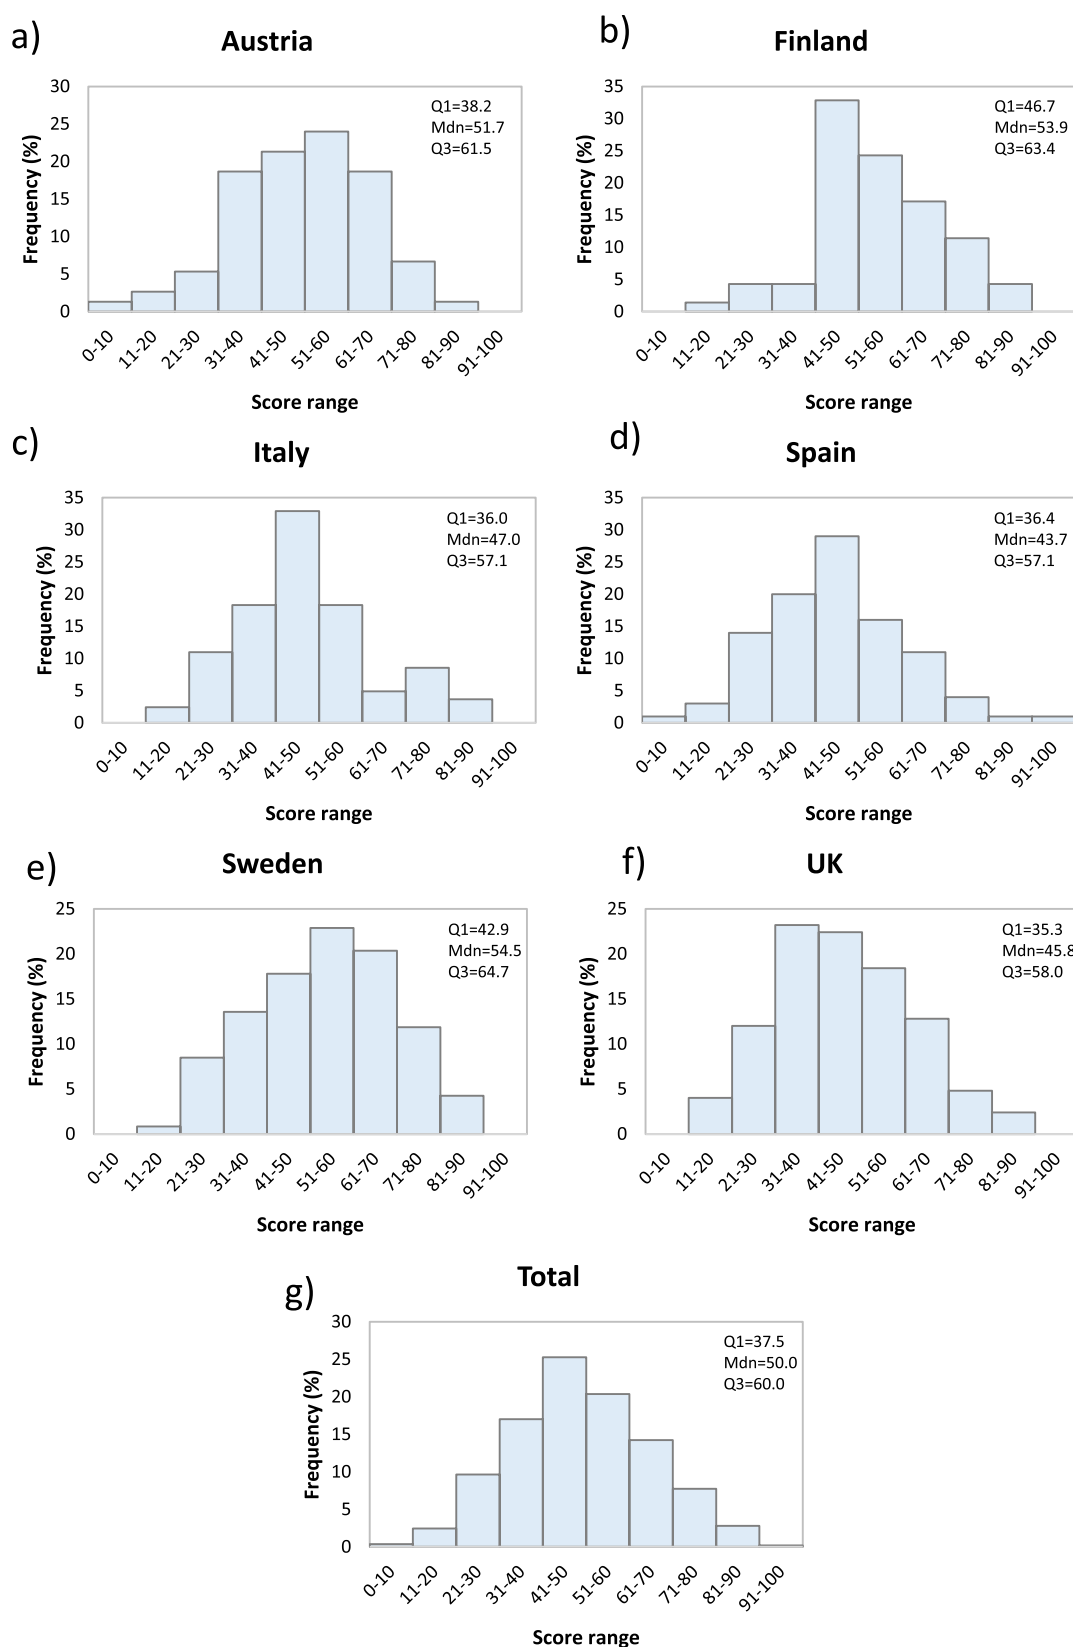 a)
Austria
Q1=38.2
Mdn=51.7
Q3=61.5
Frequency (%)
30
25
20
15
10
5
0
0-10
11-20
21-30
31-40
41-50
51-60
61-70
71-80
81-90
91-100
Score range
b)
Finland
Q1=46.7
Mdn=53.9
Q3=63.4
Frequency (%)
35
30
25
20
15
10
5
0
0-10
11-20
21-30
31-40
41-50
51-60
61-70
71-80
81-90
91-100
Score range
c)
Italy
Q1=36.0
Mdn=47.0
Q3=57.1
Frequency (%)
35
30
25
20
15
10
5
0
0-10
11-20
21-30
31-40
41-50
51-60
61-70
71-80
81-90
91-100
Score range
d)
Spain
Q1=36.4
Mdn=43.7
Q3=57.1
Frequency (%)
35
30
25
20
15
10
5
0
0-10
11-20
21-30
31-40
41-50
51-60
61-70
71-80
81-90
91-100
Score range
e)
Sweden
Q1=42.9
Mdn=54.5
Q3=64.7
Frequency (%)
25
20
15
10
5
0
0-10
11-20
21-30
31-40
41-50
51-60
61-70
71-80
81-90
91-100
Score range
f)
UK
Q1=35.3
Mdn=45.8
Q3=58.0
Frequency (%)
25
20
15
10
5
0
0-10
11-20
21-30
31-40
41-50
51-60
61-70
71-80
81-90
91-100
Score range
g)
Total
Q1=37.5
Mdn=50.0
Q3=60.0
Frequency (%)
30
25
20
15
10
5
0
0-10
11-20
21-30
31-40
41-50
51-60
61-70
71-80
81-90
91-100
Score range